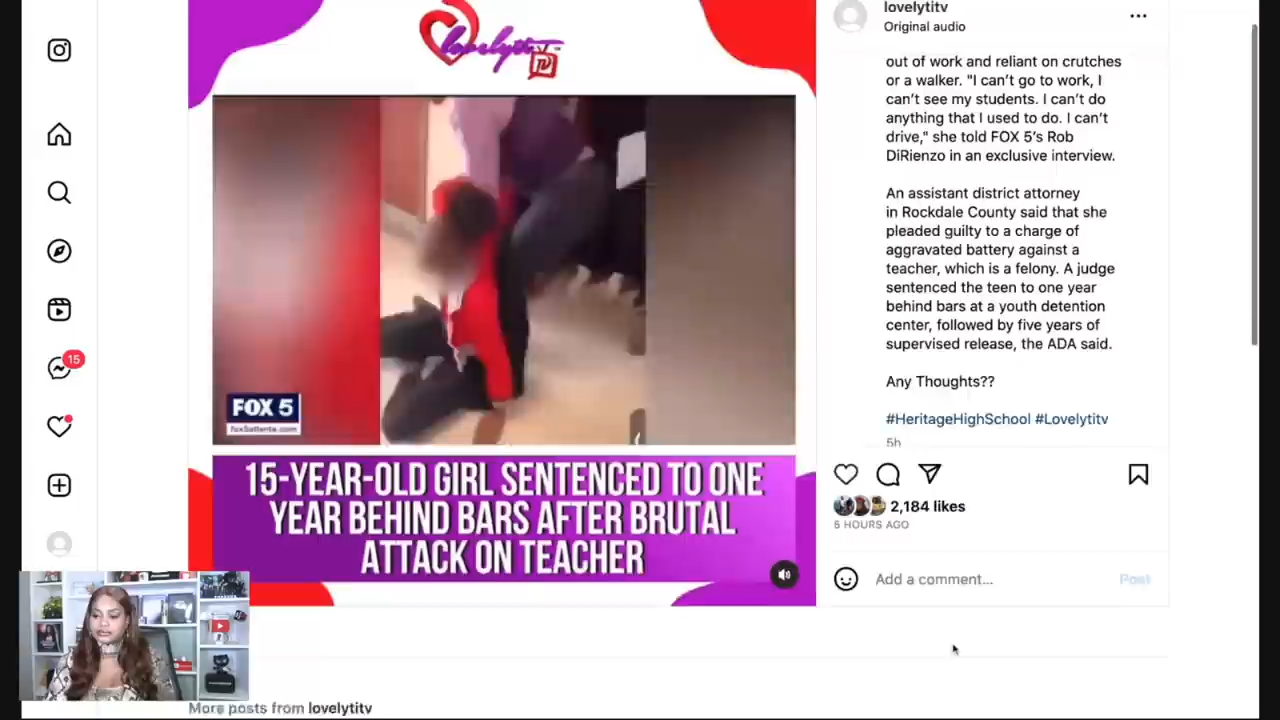 lovelytitv
Original audio
lovelyti
TV
out of work and reliant on crutches
or a walker. "I can't go to work, I
can't see my students. I can't do
anything that I used to do. I can't
drive," she told FOX 5's Rob
DiRienzo in an exclusive interview.
An assistant district attorney
in Rockdale County said that she
pleaded guilty to a charge of
aggravated battery against a
teacher, which is a felony. A judge
sentenced the teen to one year
behind bars at a youth detention
center, followed by five years of
supervised release, the ADA said.
Any Thoughts??
#HeritageHighSchool #Lovelytitv
5h
15
FOX 5
fox5atlanta.com
15-YEAR-OLD GIRL SENTENCED TO ONE
YEAR BEHIND BARS AFTER BRUTAL
ATTACK ON TEACHER
2,184 likes
5 HOURS AGO
Add a comment...
Post
More posts from lovelytitv